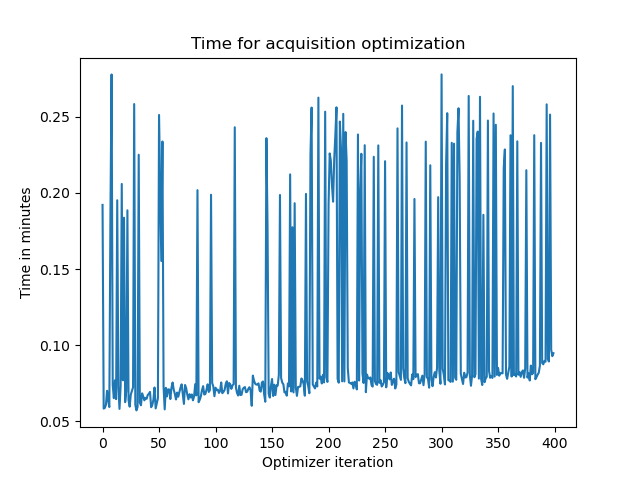 Time for acquisition optimization
Time in minutes
0.25
0.20
0.15
0.10
0.05
0 50 100 150 200 250 300 350 400
Optimizer iteration